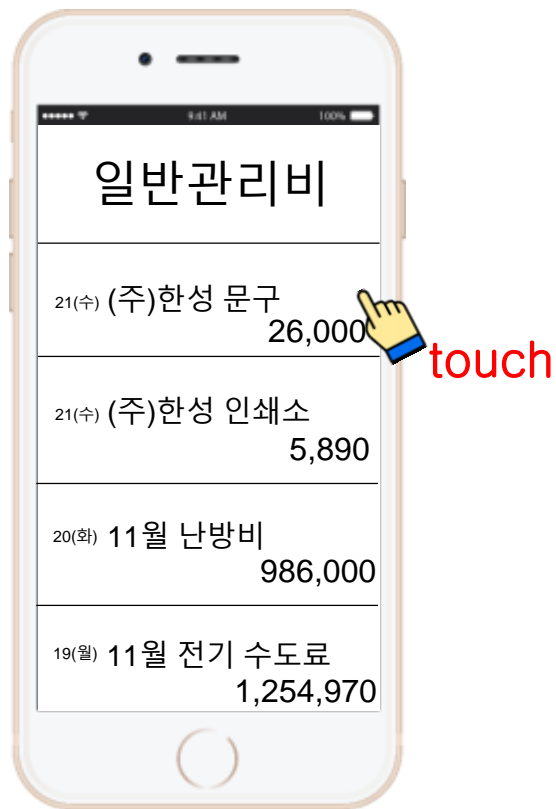 9:41 AM 100%
일반관리비
21(수) (주)한성 문구
26,000
touch
21(수) (주)한성 인쇄소
5,890
20(화) 11월 난방비
986,000
19(월) 11월 전기 수도료
1,254,970